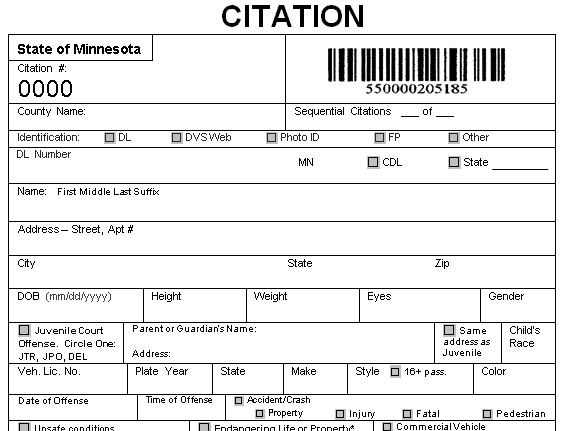 CITATION
State of Minnesota
Citation #:
0000
550000205185
County Name:
Sequential Citations ___ of ___
Identification: DL DVS Web Photo ID FP Other
DL Number
MN CDL State ________
Name: First Middle Last Suffix
Address – Street, Apt #
City State Zip
DOB (mm/dd/yyyy) Height Weight Eyes Gender
Juvenile Court
Offense. Circle One:
JTR, JPO, DEL
Parent or Guardian's Name:
Address:
Same
address as
Juvenile
Child's
Race
Veh. Lic. No. Plate Year State Make Style 16+ pass. Color
Date of Offense Time of Offense Accident/Crash
Property Injury Fatal Pedestrian
Unsafe conditions Endangering Life or Property* Commercial Vehicle